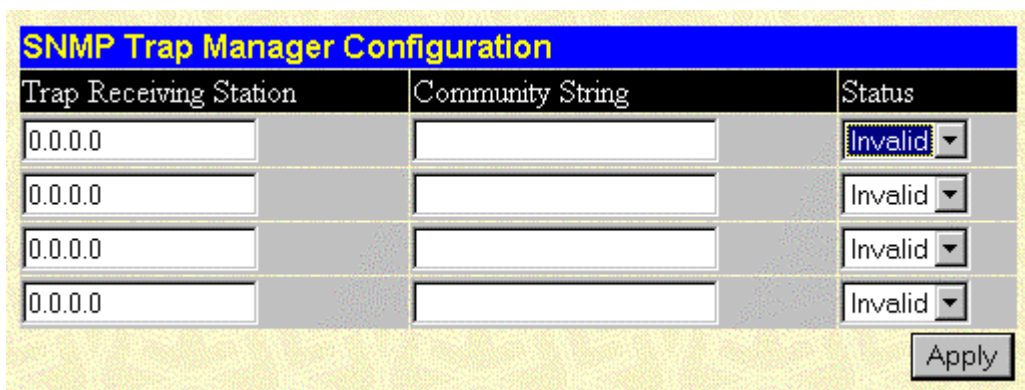 SNMP Trap Manager Configuration
Trap Receiving Station Community String Status
0.0.0.0 Invalid
0.0.0.0 Invalid
0.0.0.0 Invalid
0.0.0.0 Invalid
Apply